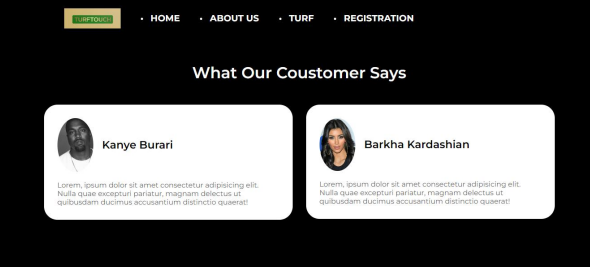 TURFTOUCH
• HOME • ABOUT US • TURF • REGISTRATION
What Our Coustomer Says
Kanye Burari
Lorem, ipsum dolor sit amet consectetur adipisicing elit.
Nulla quae excepturi pariatur, magnam delectus ut
quibusdam ducimus accusantium distinctio quaerat!
Barkha Kardashian
Lorem, ipsum dolor sit amet consectetur adipisicing elit.
Nulla quae excepturi pariatur, magnam delectus ut
quibusdam ducimus accusantium distinctio quaerat!